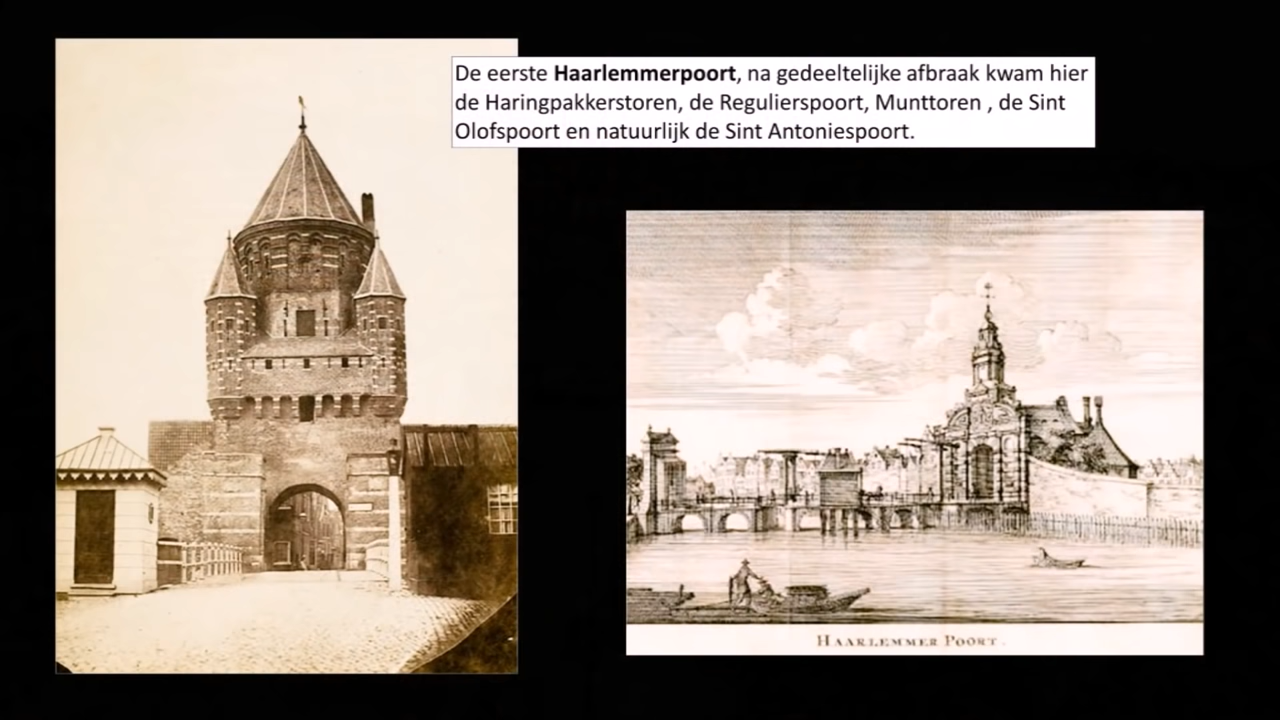 De eerste Haarlemmerpoort, na gedeeltelijke afbraak kwam hier
de Haringpakkerstoren, de Regulierspoort, Munttoren , de Sint
Olofspoort en natuurlijk de Sint Antoniespoort.
HAARLEMMER POORT.